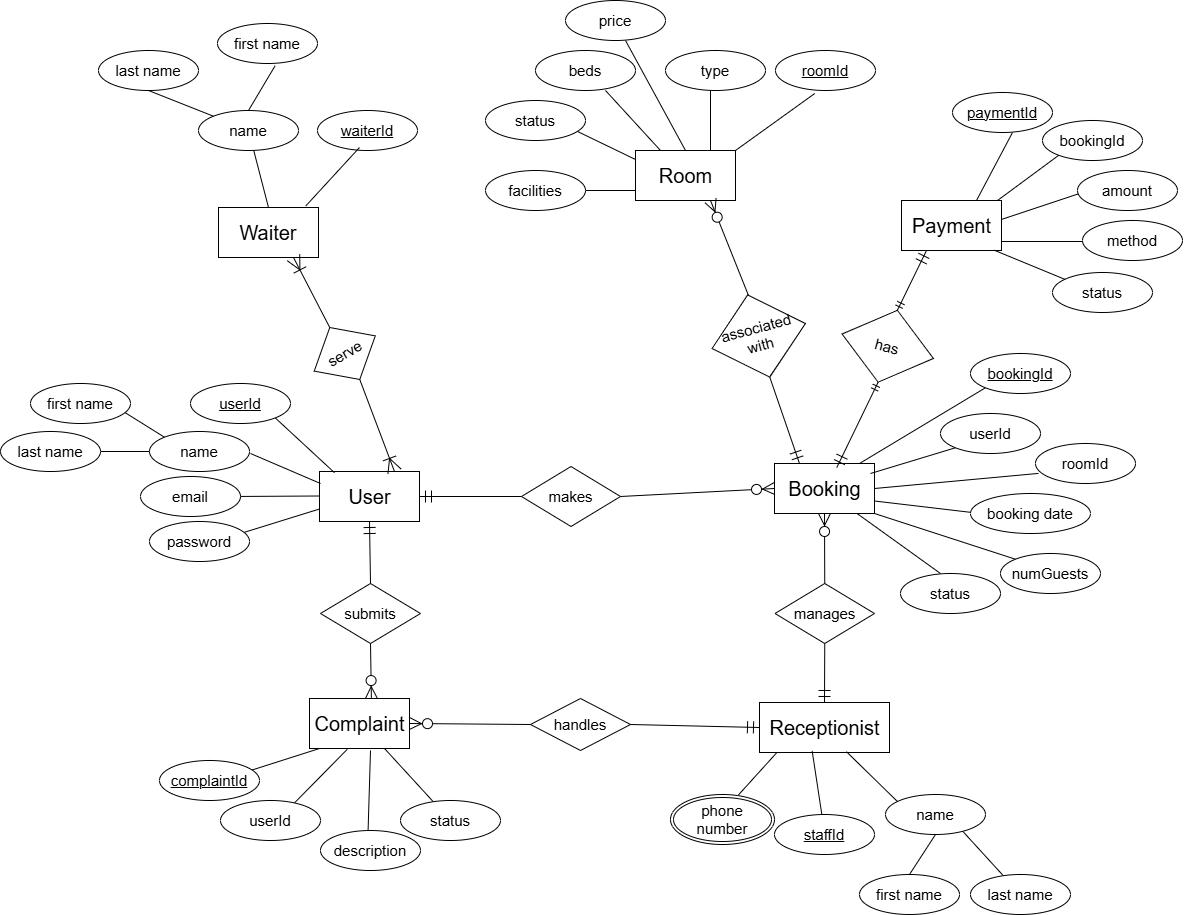 price
first name
last name
beds
type
roomId
paymentId
status
name
waiterId
bookingId
facilities
Room
amount
Payment
Waiter
method
status
associated
with
has
serve
bookingId
first name
userId
userId
last name
name
roomId
email
User
makes
Booking
booking date
password
numGuests
status
submits
manages
Complaint
handles
Receptionist
complaintId
userId
status
description
phone
number
staffId
name
first name
last name